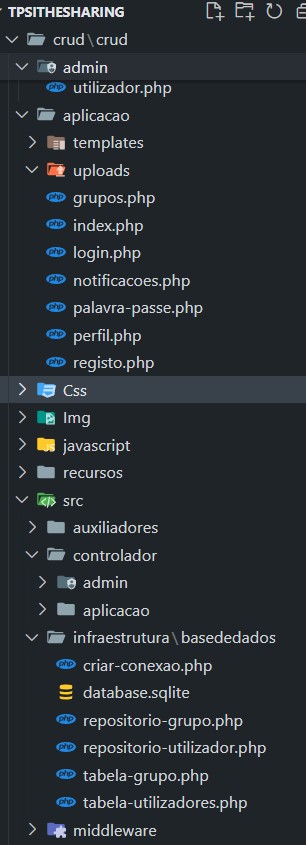 TPSITHESHARING
crud\crud
admin
utilizador.php
aplicacao
templates
uploads
grupos.php
index.php
login.php
notificacoes.php
palavra-passe.php
perfil.php
registo.php
Css
Img
javascript
recursos
src
auxiliadores
controlador
admin
aplicacao
infraestrutura\basededados
criar-conexao.php
database.sqlite
repositorio-grupo.php
repositorio-utilizador.php
tabela-grupo.php
tabela-utilizadores.php
middleware